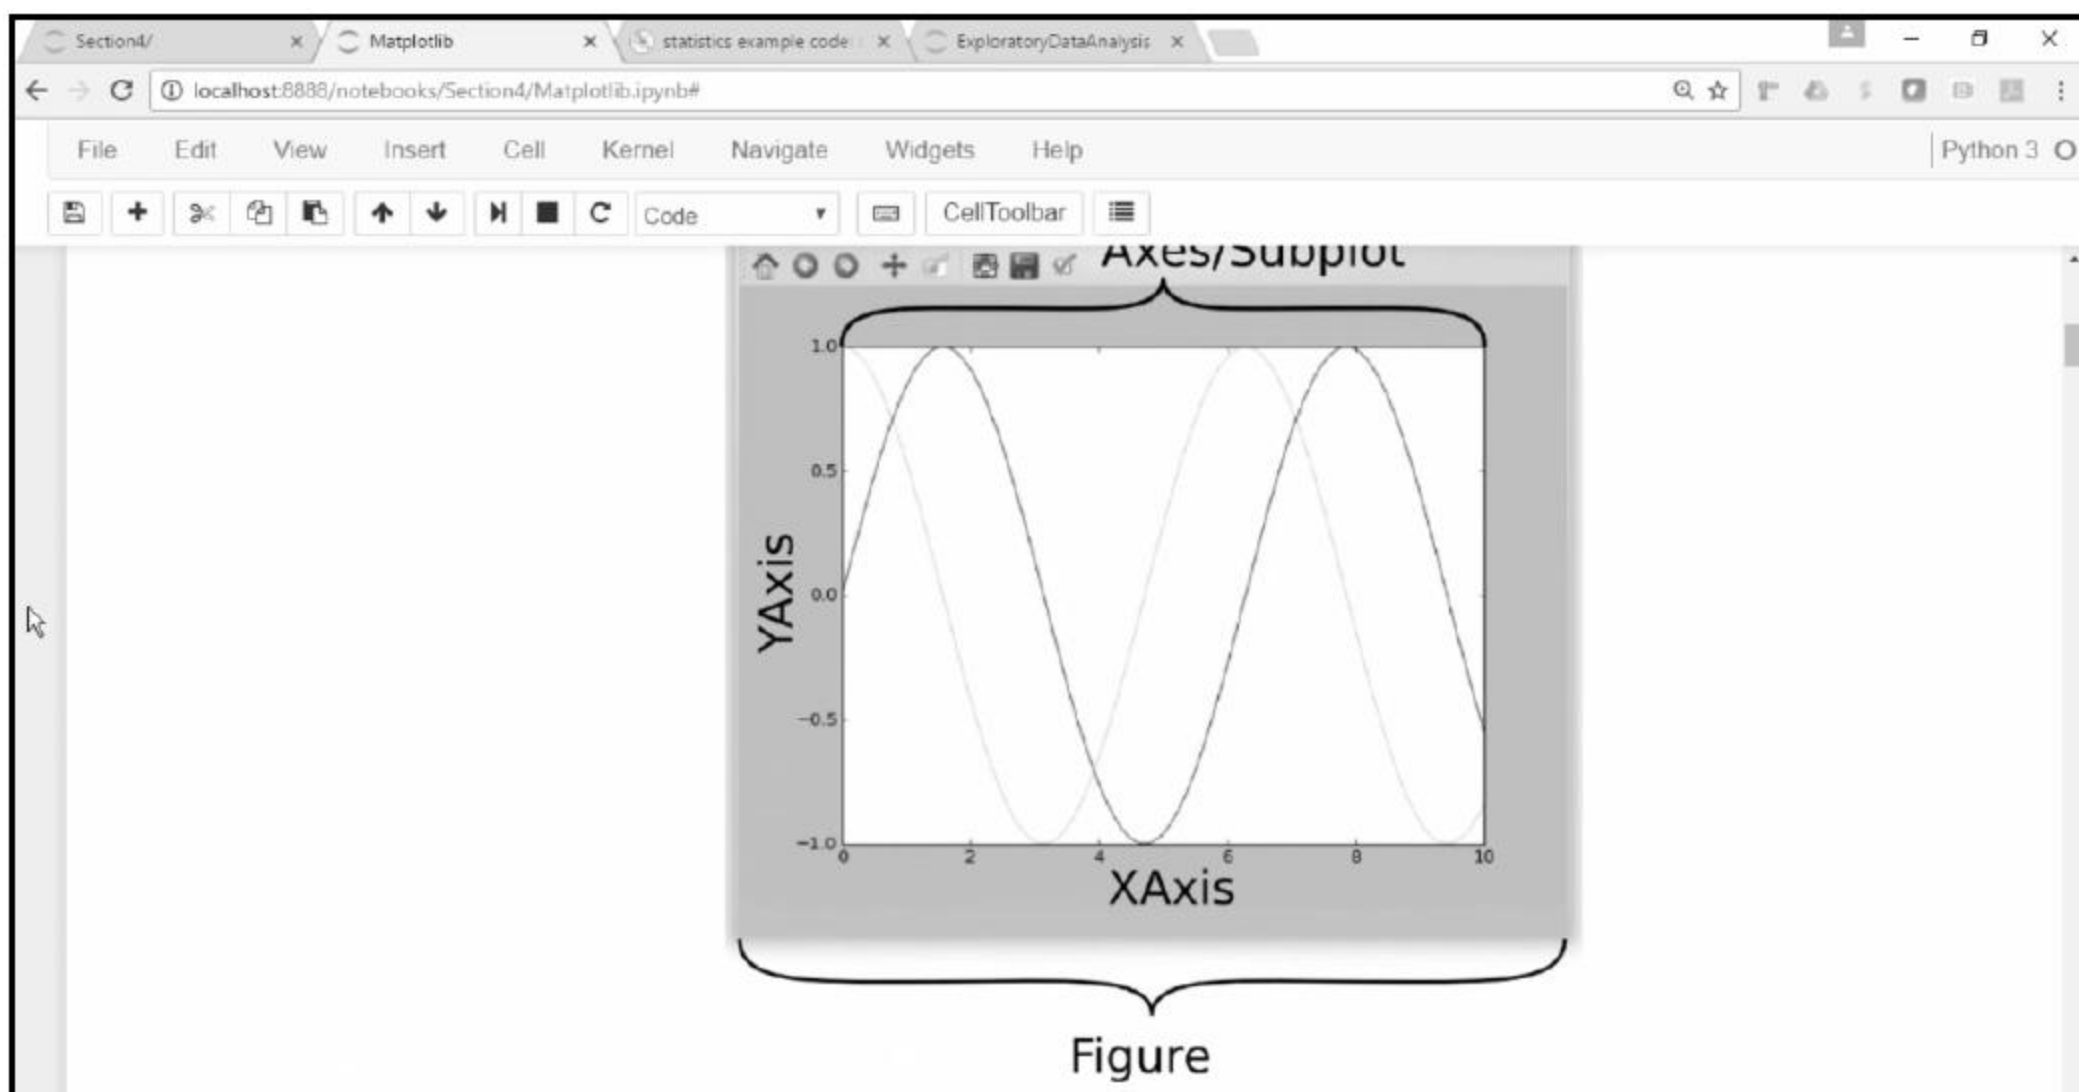 Section4/ Matplotlib statistics example code ExploratoryDataAnalysis
localhost:8888/notebooks/Section4/Matplotlib.ipynb#
File Edit View Insert Cell Kernel Navigate Widgets Help Python 3
Code CellToolbar
Axes/Subplot
1.0
0.5
YAxis
0.0
−0.5
−1.0
0 2 4 6 8 10
XAxis
Figure